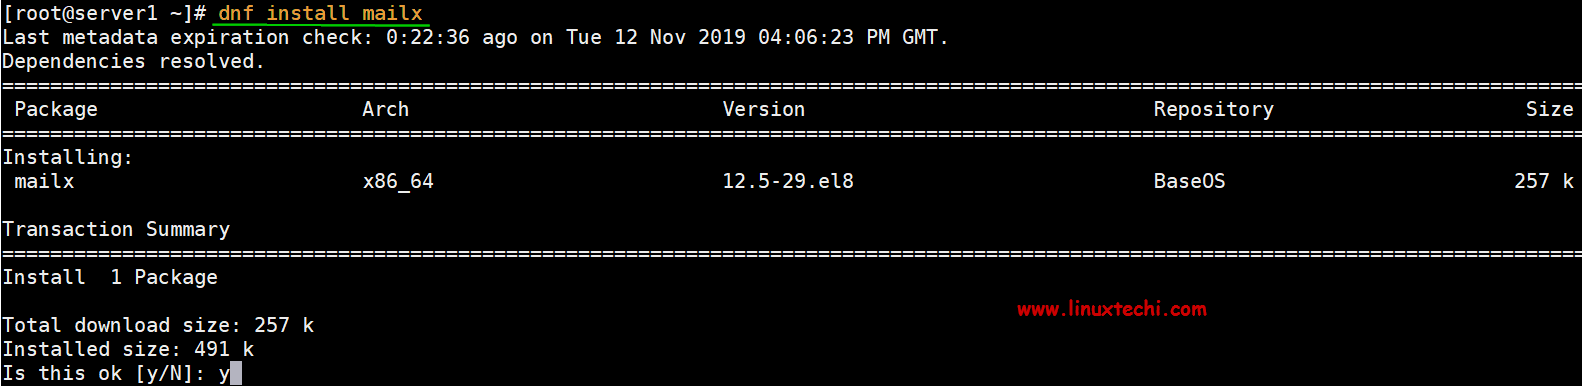 [root@server1 ~]# dnf install mailx
Last metadata expiration check: 0:22:36 ago on Tue 12 Nov 2019 04:06:23 PM GMT.
Dependencies resolved.
====================================================================================================================================
Package Arch Version Repository Size
====================================================================================================================================
Installing:
mailx x86_64 12.5-29.el8 BaseOS 257 k
Transaction Summary
====================================================================================================================================
Install  1 Package
www.linuxtechi.com
Total download size: 257 k
Installed size: 491 k
Is this ok [y/N]: y